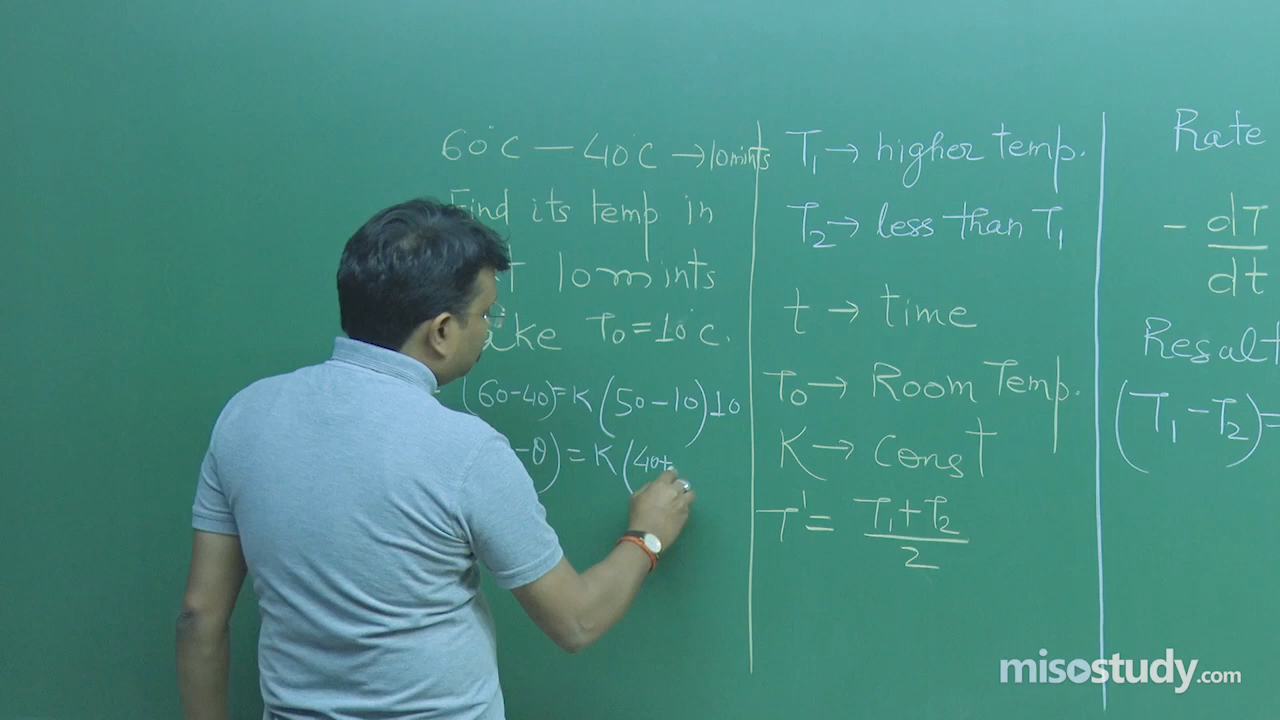 60°C — 40°C → 10 mints
Find its temp in
10 mints
T₀ = 10°C.
(60-40) = K (50-10) 10
-θ) = K (40+
T₁ → higher temp.
T₂ → less than T₁
t → time
T₀ → Room Temp.
K → Const
T' = T₁+T₂ / 2
Rate
- dT/dt
Result
(T₁ - T₂) =
misostudy.com